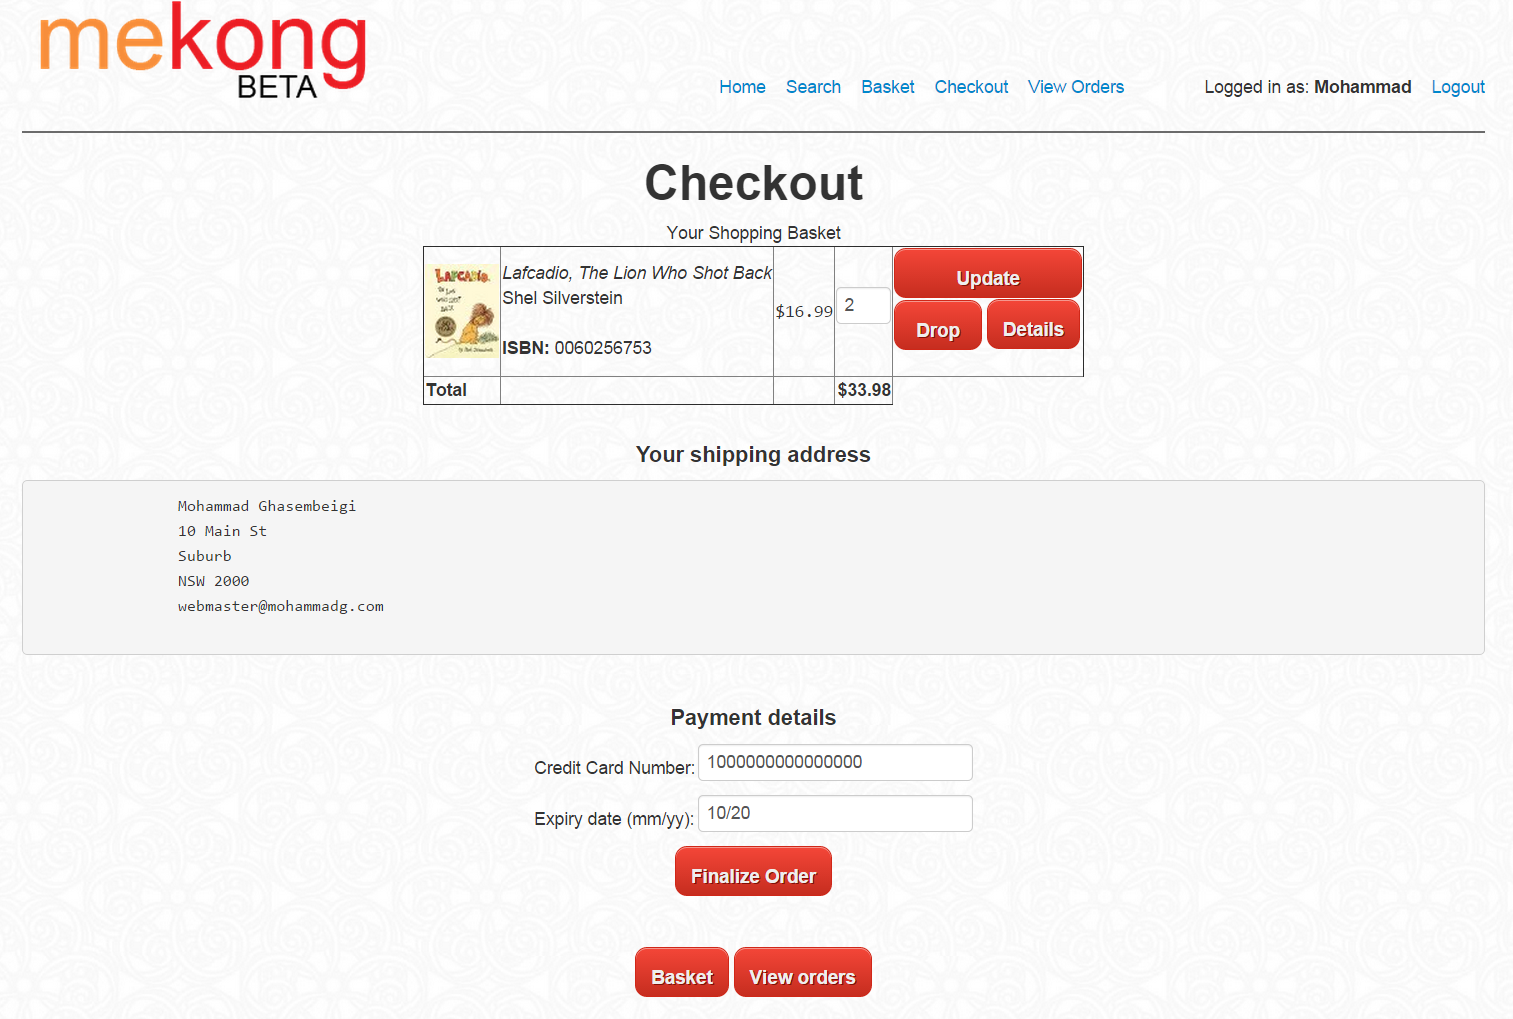 mekong
BETA
Home Search Basket Checkout View Orders Logged in as: Mohammad Logout
Checkout
Your Shopping Basket
LAFCADIO,
Lafcadio, The Lion Who Shot Back
Shel Silverstein
ISBN: 0060256753
$16.99
2
Update
Drop Details
Total $33.98
Your shipping address
Mohammad Ghasembeigi
10 Main St
Suburb
NSW 2000
webmaster@mohammadg.com
Payment details
Credit Card Number: 1000000000000000
Expiry date (mm/yy): 10/20
Finalize Order
Basket View orders